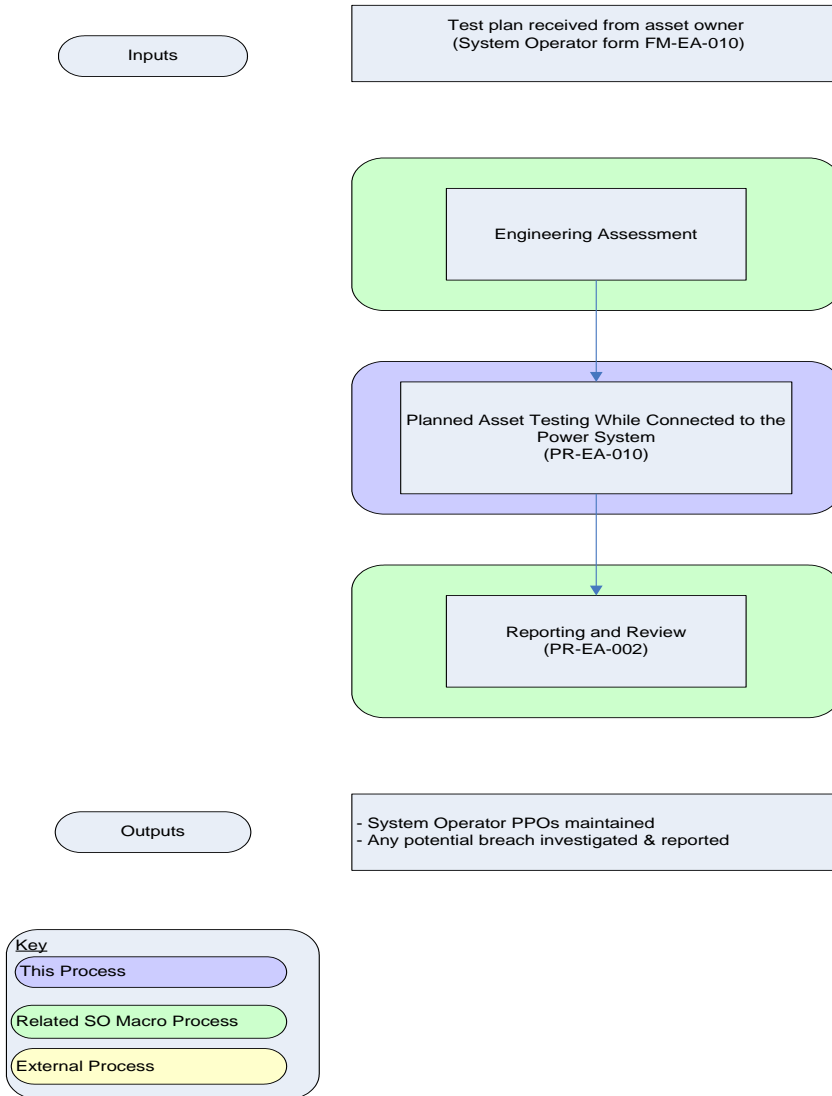 Inputs
Test plan received from asset owner
(System Operator form FM-EA-010)
Engineering Assessment
Planned Asset Testing While Connected to the
Power System
(PR-EA-010)
Reporting and Review
(PR-EA-002)
Outputs
- System Operator PPOs maintained
- Any potential breach investigated & reported
Key
This Process
Related SO Macro Process
External Process